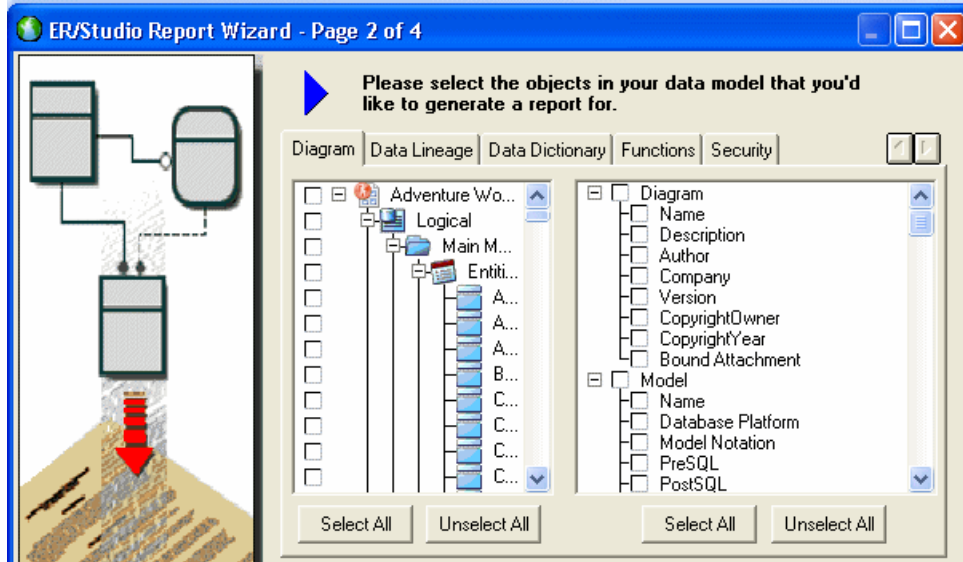 ER/Studio Report Wizard - Page 2 of 4
Please select the objects in your data model that you'd
like to generate a report for.
Diagram
Data Lineage
Data Dictionary
Functions
Security
Adventure Wo...
Logical
Main M...
Entiti...
A...
A...
A...
B...
C...
C...
C...
C...
Select All
Unselect All
Diagram
Name
Description
Author
Company
Version
CopyrightOwner
CopyrightYear
Bound Attachment
Model
Name
Database Platform
Model Notation
PreSQL
PostSQL
Select All
Unselect All